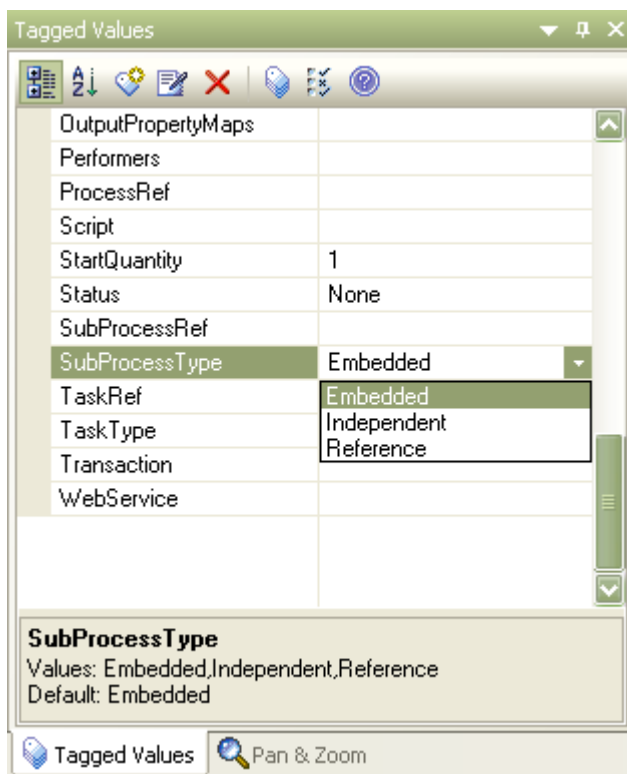 Tagged Values
OutputPropertyMaps
Performers
ProcessRef
Script
StartQuantity 1
Status None
SubProcessRef
SubProcessType Embedded
TaskRef Embedded
TaskType Independent
Reference
Transaction
WebService
SubProcessType
Values: Embedded,Independent,Reference
Default: Embedded
Tagged Values Pan & Zoom